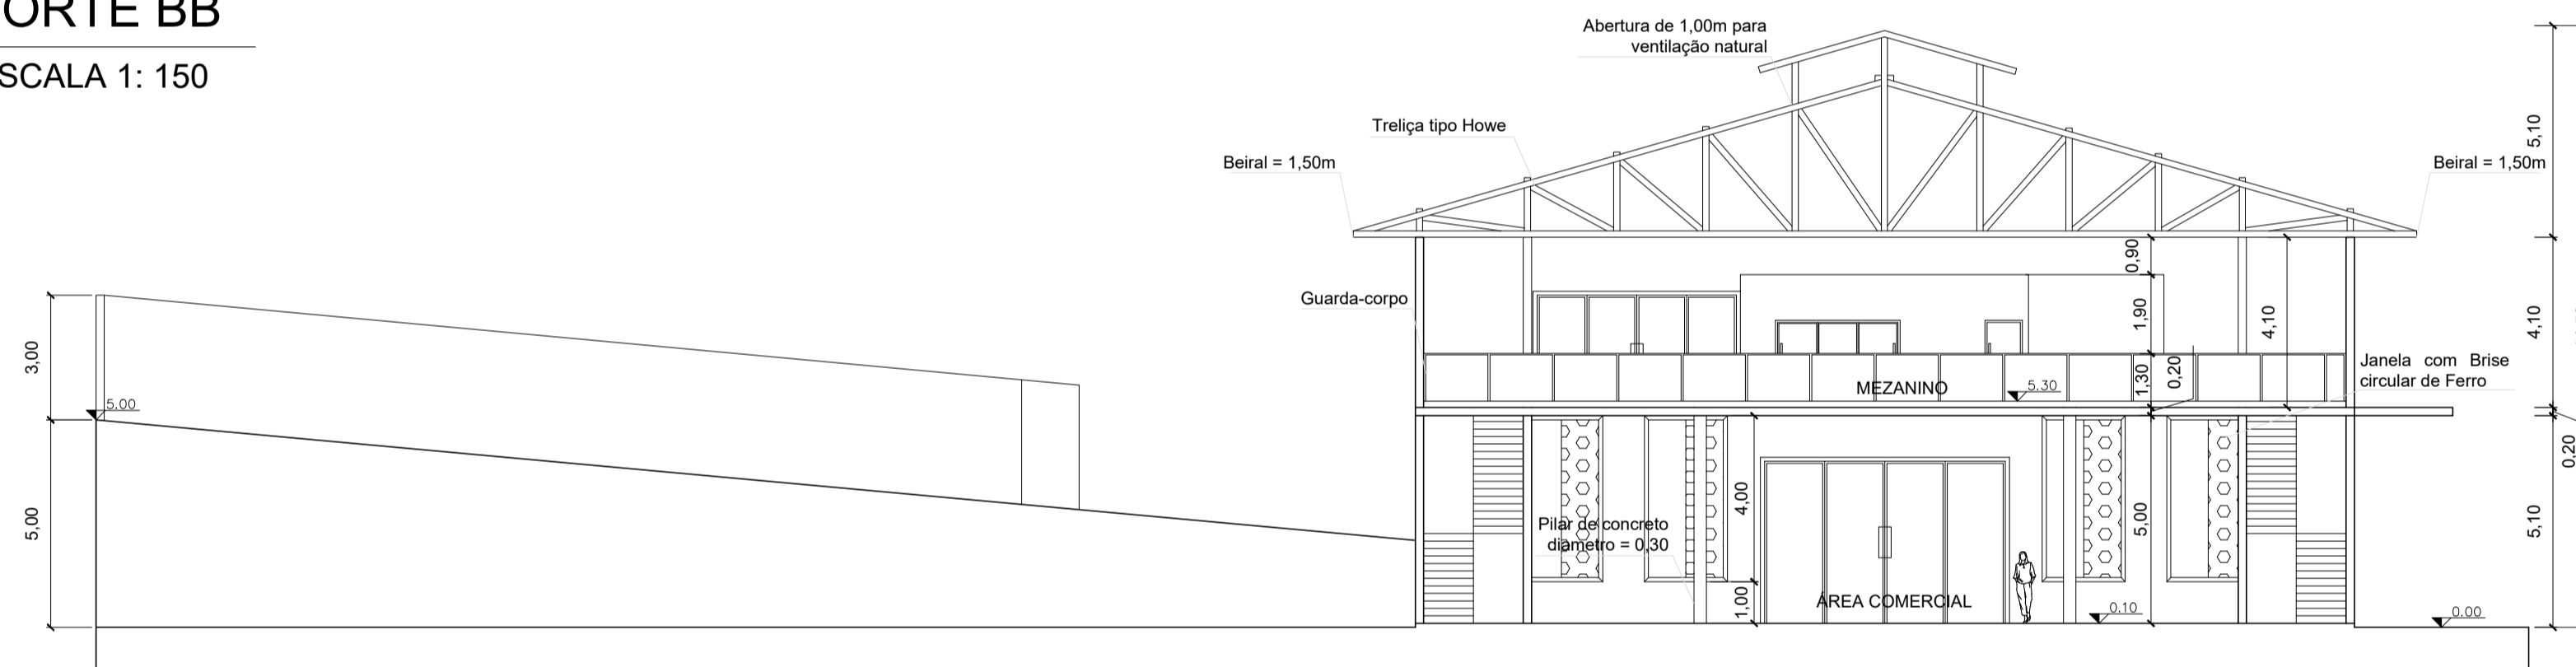 ORTE BB
SCALA 1: 150
Abertura de 1,00m para
ventilação natural
Treliça tipo Howe
Beiral = 1,50m
Beiral = 1,50m
5,10
0,90
Guarda-corpo
1,90
4,10
4,10
3,00
Janela com Brise
circular de Ferro
0,20
1,30
MEZANINO
5.30
5.00
0,20
4,00
5,00
5,00
5,10
Pilar de concreto
diametro = 0,30
1,00
ÁREA COMERCIAL
0.10
0.00